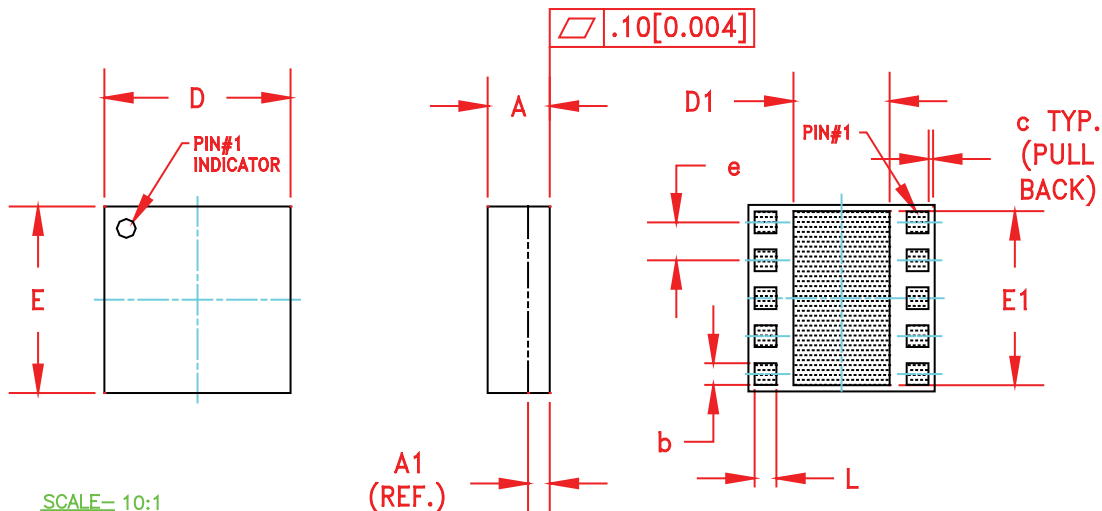 .10[0.004]
D
A
D1
PIN#1
INDICATOR
PIN#1
c TYP.
(PULL
BACK)
e
E
E1
b
A1
(REF.)
L
SCALE- 10:1